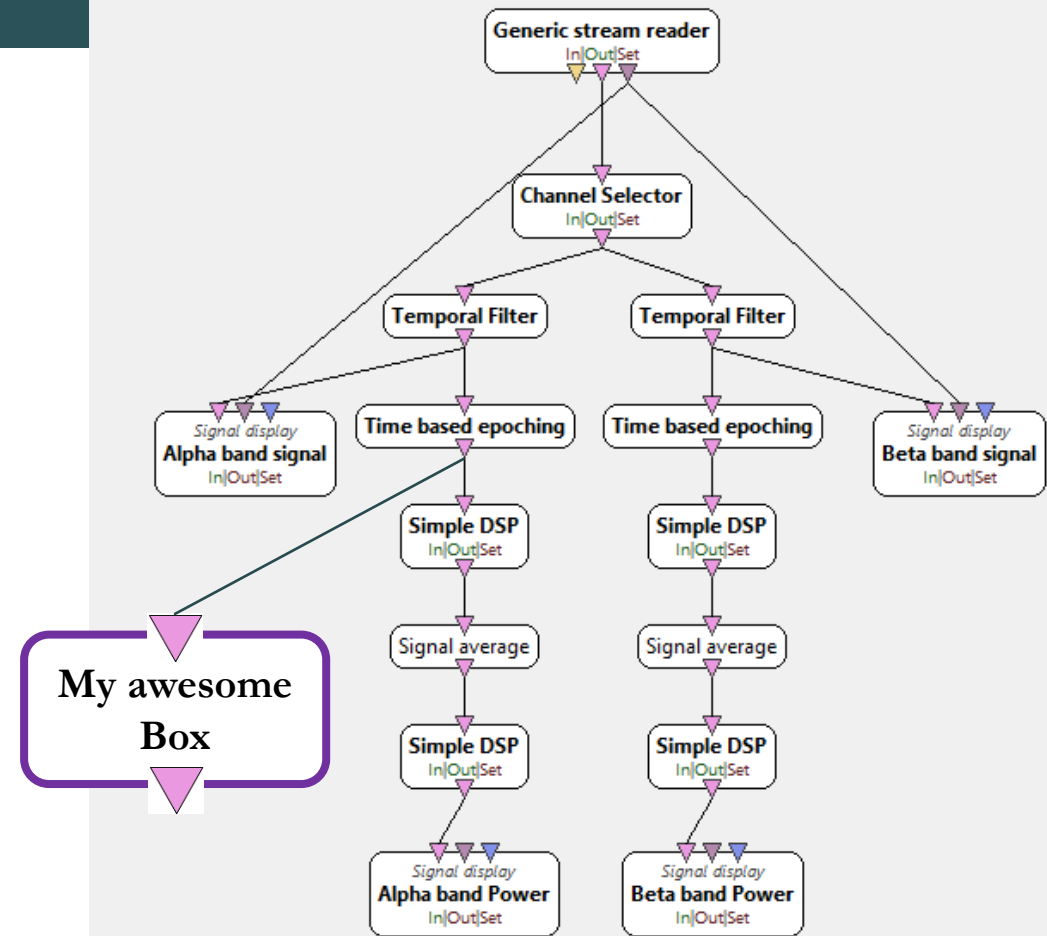 Generic stream reader
In|Out|Set
Channel Selector
In|Out|Set
Temporal Filter
Temporal Filter
Signal display
Alpha band signal
In|Out|Set
Time based epoching
Time based epoching
Signal display
Beta band signal
In|Out|Set
Simple DSP
In|Out|Set
Simple DSP
In|Out|Set
My awesome
Box
Signal average
Signal average
Simple DSP
In|Out|Set
Simple DSP
In|Out|Set
Signal display
Alpha band Power
In|Out|Set
Signal display
Beta band Power
In|Out|Set